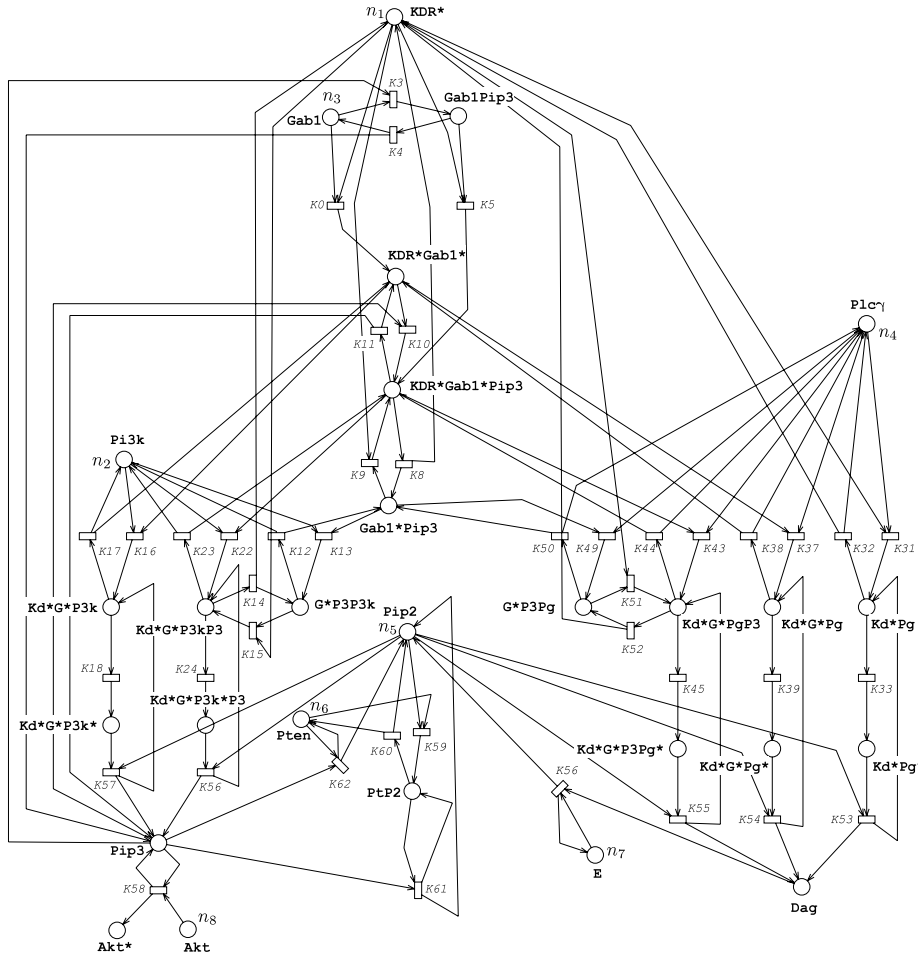 n1 KDR*
K3
n3
Gab1Pip3
Gab1
K4
K0
K5
KDR*Gab1*
Plcγ
n4
K11
K10
KDR*Gab1*Pip3
Pi3k
n2
K9
K8
Gab1*Pip3
K17
K16
K23
K22
K12
K13
K50
K49
K44
K43
K38
K37
K32
K31
K14
K51
Kd*G*P3k
G*P3P3k
Pip2
G*P3Pg
Kd*G*PgP3
Kd*G*Pg
Kd*Pg
Kd*G*P3kP3
n5
K15
K52
K18
K24
K45
K39
K33
Kd*G*P3k*P3
n6
Kd*G*P3k*
Pten
K60
K59
Kd*G*P3Pg*
Kd*G*Pg*
Kd*Pg
K57
K56
K62
K56
PtP2
K55
K54
K53
Pip3
n7
E
K58
K61
Dag
n8
Akt*
Akt